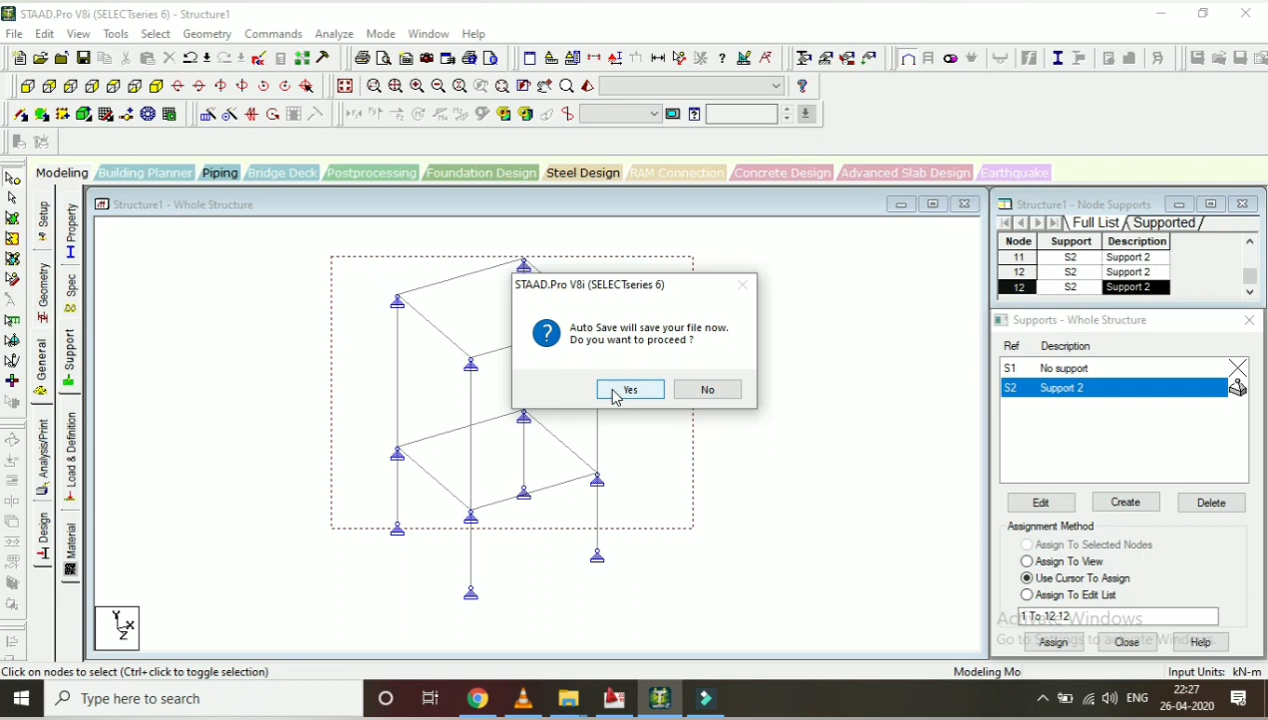 STAAD.Pro V8i (SELECTseries 6) - Structure1
File Edit View Tools Select Geometry Commands Analyze Mode Window Help
Modeling Building Planner Piping Bridge Deck Postprocessing Foundation Design Steel Design RAM Connection Concrete Design Advanced Slab Design Earthquake
Setup
Geometry
General
Analysis/Print
Design
Property
Spec
Support
Load & Definition
Material
Structure1 - Whole Structure
STAAD.Pro V8i (SELECTseries 6)
Auto Save will save your file now.
Do you want to proceed ?
Yes No
Y
X
Z
Structure1 - Node Supports
Full List Supported
Node Support Description
11 S2 Support 2
12 S2 Support 2
12 S2 Support 2
Supports - Whole Structure
Ref Description
S1 No support
S2 Support 2
Edit Create Delete
Assignment Method
Assign To Selected Nodes
Assign To View
Use Cursor To Assign
Assign To Edit List
1 To 12 12
Activate Windows
Go to Settings to activate Windows.
Assign Close Help
Click on nodes to select (Ctrl+click to toggle selection) Modeling Mo Input Units: kN-m
Type here to search
ENG
22:27
26-04-2020